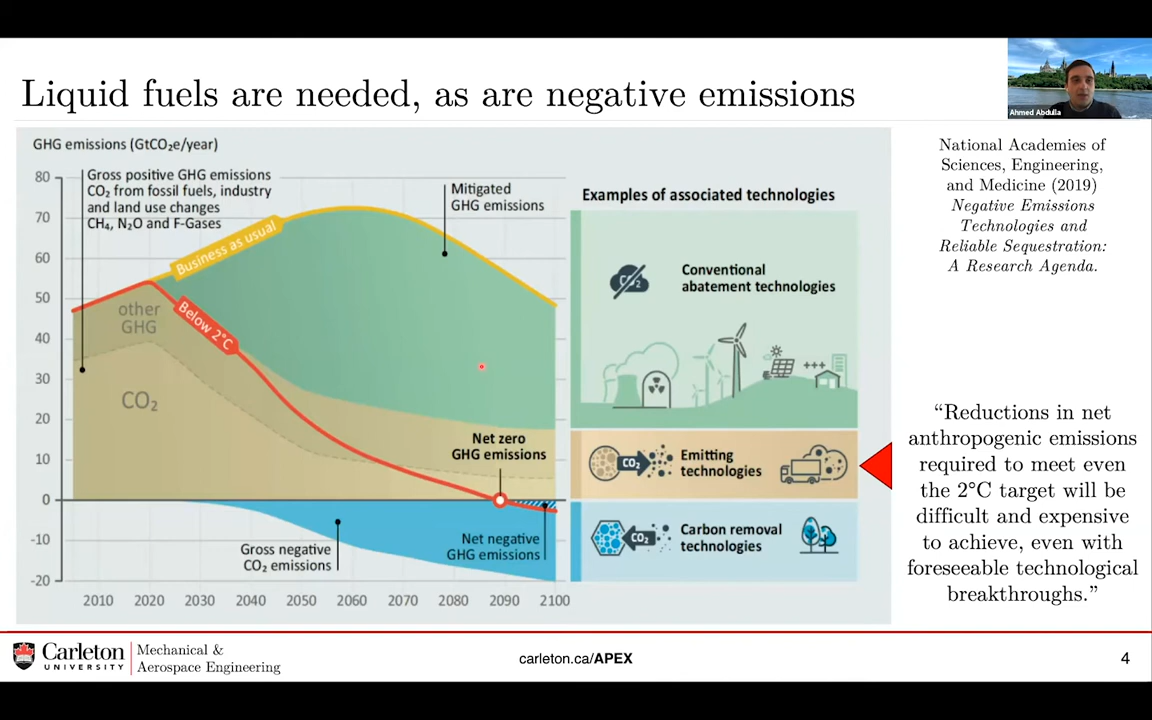 Liquid fuels are needed, as are negative emissions
Ahmed Abdulla
GHG emissions (GtCO₂e/year)
80
70
60
50
40
30
20
10
0
-10
-20
Gross positive GHG emissions
CO₂ from fossil fuels, industry
and land use changes
CH₄, N₂O and F-Gases
Business as usual
Mitigated
GHG emissions
other
GHG
Below 2°C
CO₂
Net zero
GHG emissions
Gross negative
CO₂ emissions
Net negative
GHG emissions
2010 2020 2030 2040 2050 2060 2070 2080 2090 2100
Examples of associated technologies
CO₂
Conventional
abatement technologies
CO₂
Emitting
technologies
CO₂
Carbon removal
technologies
National Academies of
Sciences, Engineering,
and Medicine (2019)
Negative Emissions
Technologies and
Reliable Sequestration:
A Research Agenda.
“Reductions in net
anthropogenic emissions
required to meet even
the 2°C target will be
difficult and expensive
to achieve, even with
foreseeable technological
breakthroughs.”
Carleton
UNIVERSITY
Mechanical &
Aerospace Engineering
carleton.ca/APEX
4